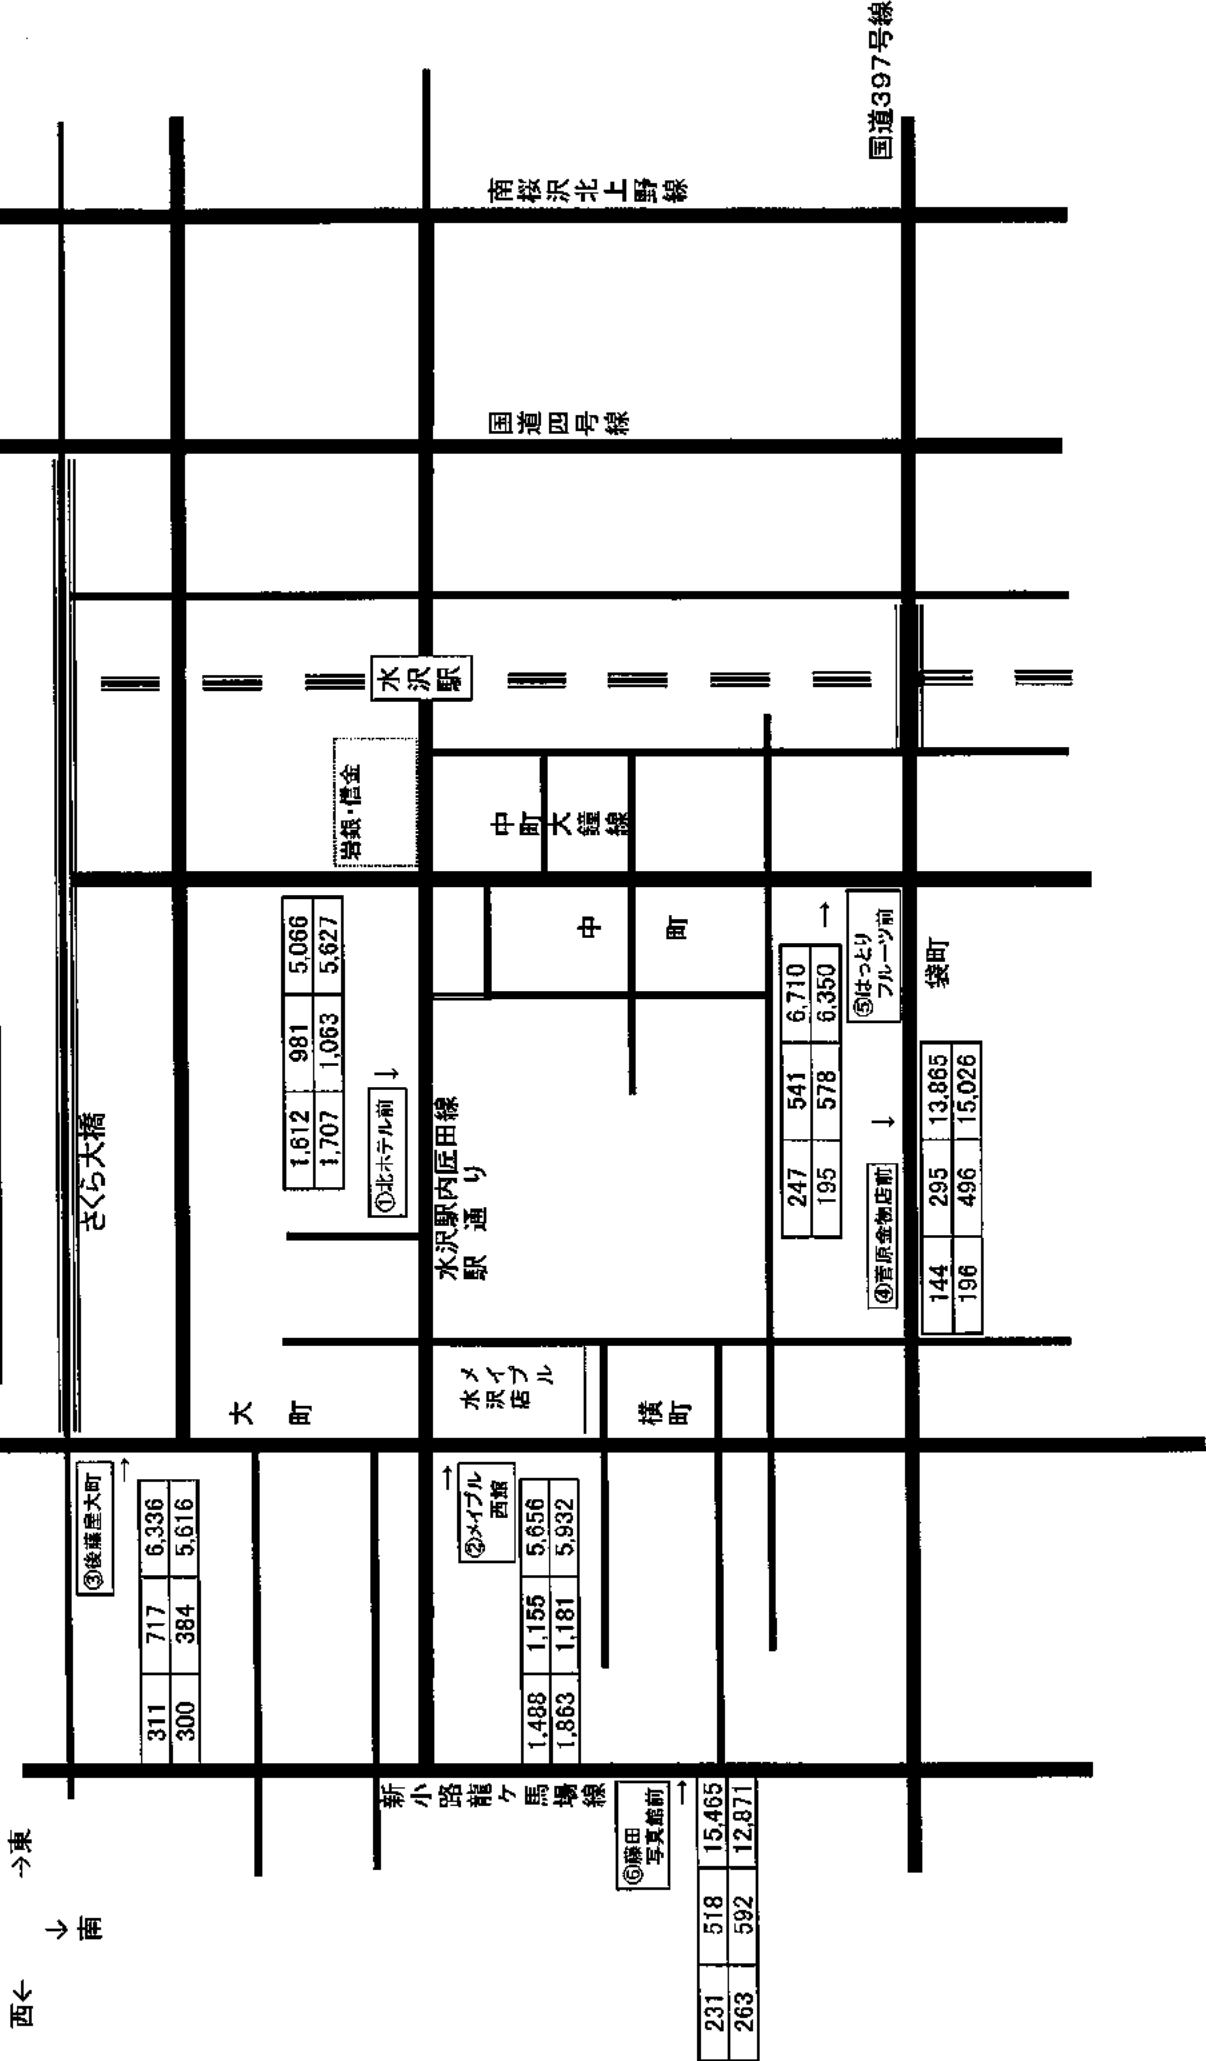 西←
↓
南
→東
さくら大橋
③後藤屋大町
→
311 717 6,336
300 384 5,616
大町
1,612 981 5,066
1,707 1,063 5,627
①北ホテル前
↓
岩銀・信金
水沢駅
水沢駅内匠田線
駅通り
新小路龍ヶ馬場線
②メイプル
西館
→
1,488 1,155 5,656
1,863 1,181 5,932
水沢店
メイプル
横町
中町大鐘線
中町
国道四号線
南桜沢北上野線
⑥藤田
写真館前
→
231 518 15,465
263 592 12,871
247 541 6,710
195 578 6,350
→
⑤はっとり
フルーツ前
④菅原金物店前
↓
144 295 13,865
196 496 15,026
袋町
国道397号線